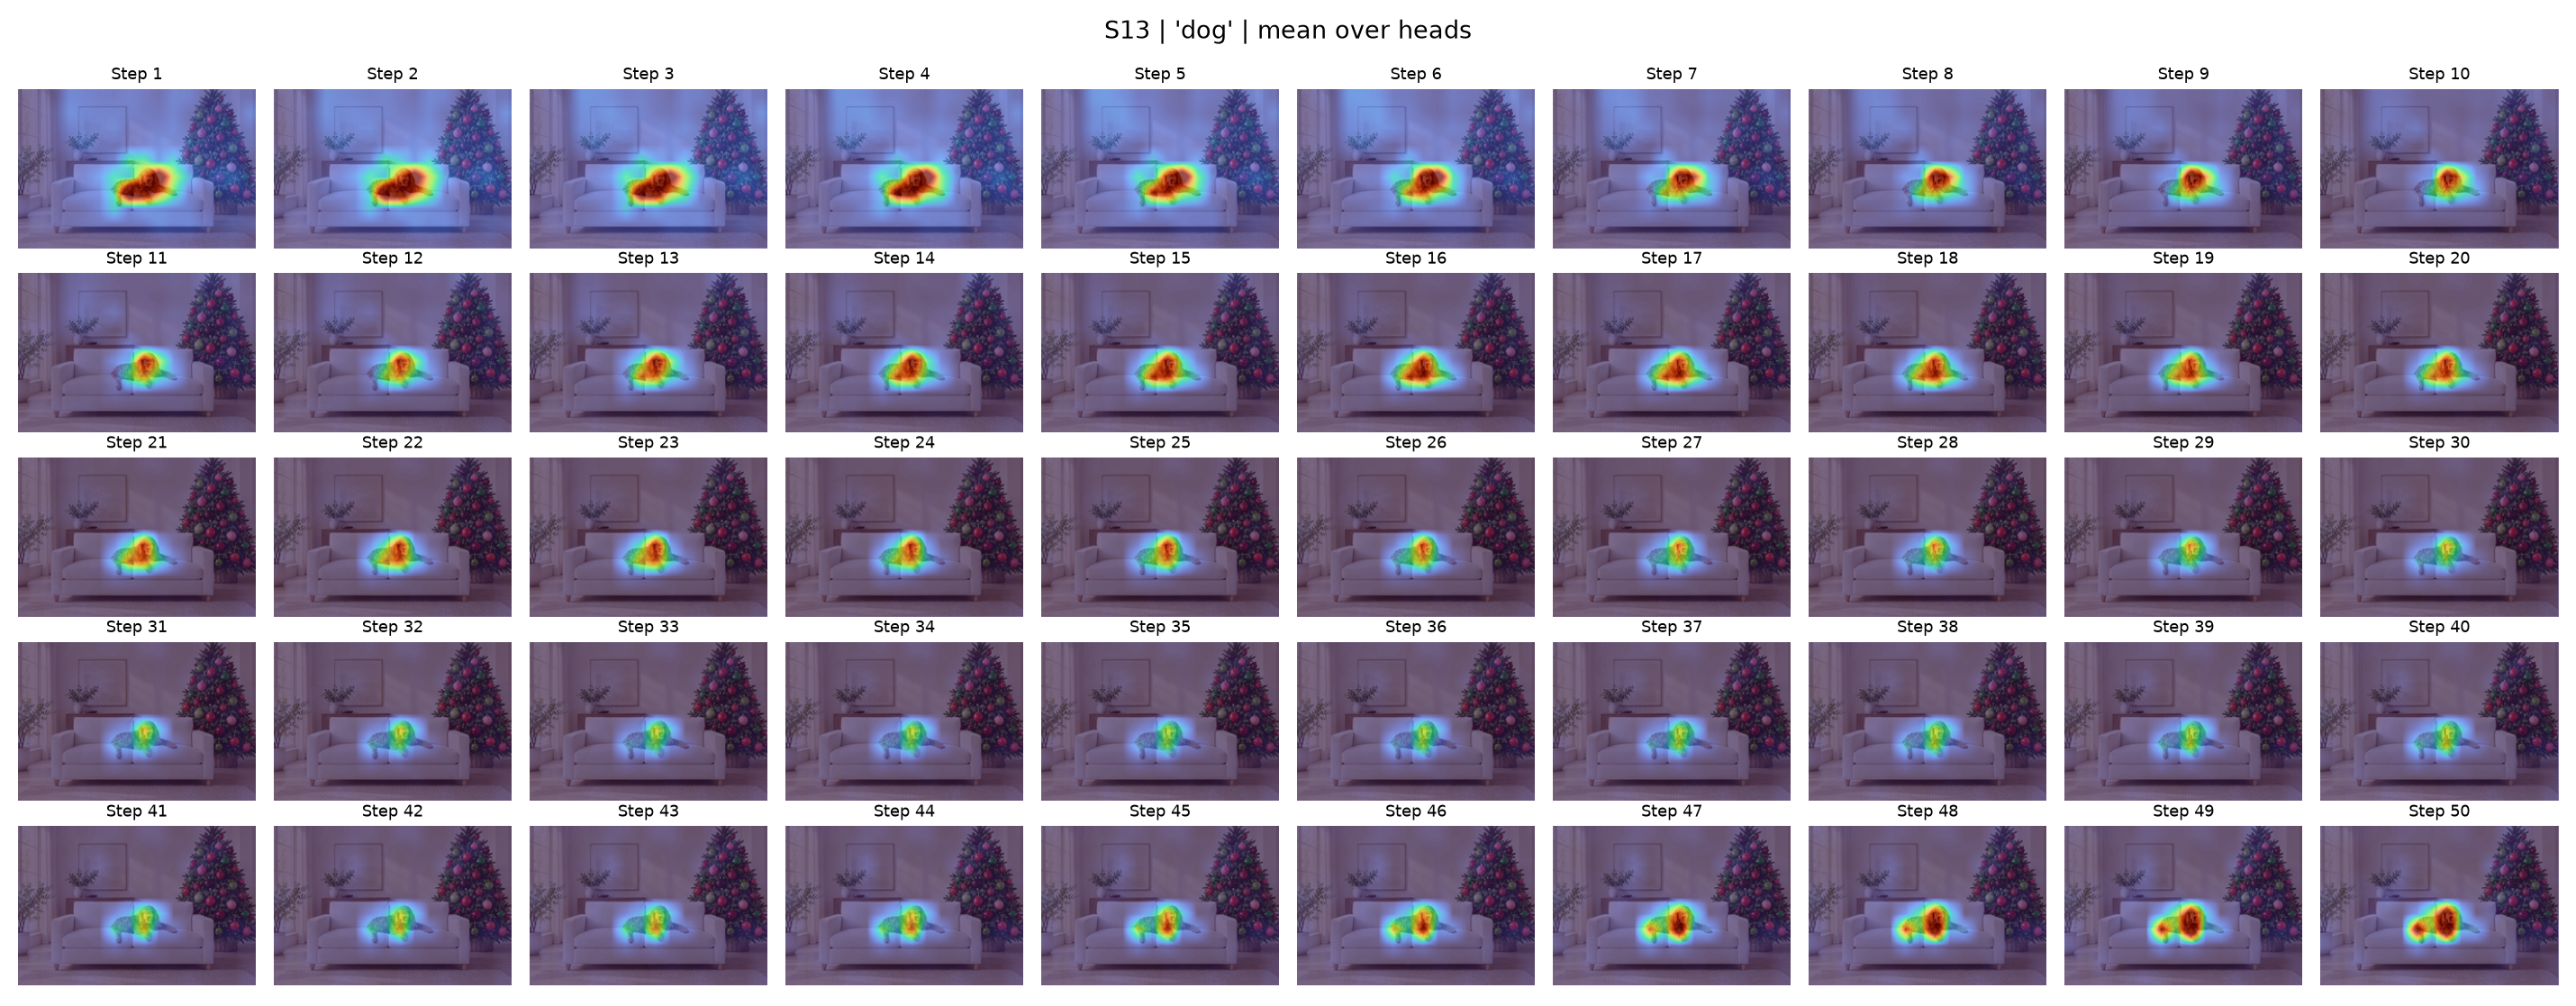 S13 | 'dog' | mean over heads
Step 1 Step 2 Step 3 Step 4 Step 5 Step 6 Step 7 Step 8 Step 9 Step 10
Step 11 Step 12 Step 13 Step 14 Step 15 Step 16 Step 17 Step 18 Step 19 Step 20
Step 21 Step 22 Step 23 Step 24 Step 25 Step 26 Step 27 Step 28 Step 29 Step 30
Step 31 Step 32 Step 33 Step 34 Step 35 Step 36 Step 37 Step 38 Step 39 Step 40
Step 41 Step 42 Step 43 Step 44 Step 45 Step 46 Step 47 Step 48 Step 49 Step 50